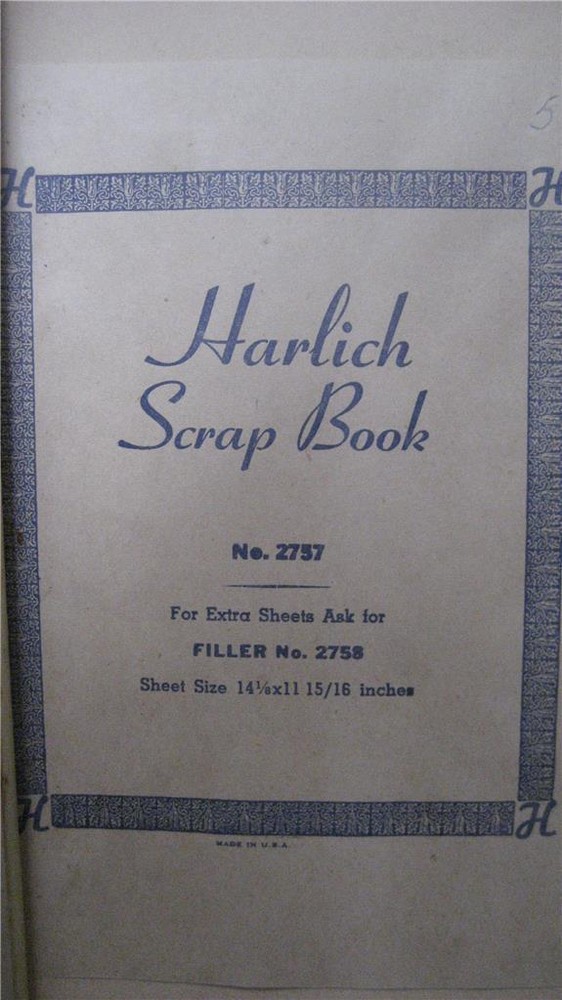 5
H H
Harlich
Scrap Book
No. 2757
For Extra Sheets Ask for
FILLER No. 2758
Sheet Size 14⅛x11 15/16 inches
H H
MADE IN U.S.A.